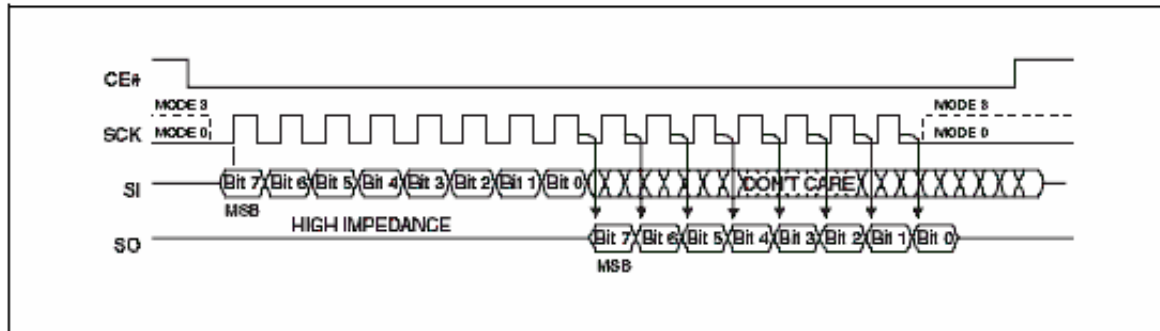 CE#
MODE 3
MODE 3
SCK
MODE 0
MODE 0
SI
Bit 7 Bit 6 Bit 5 Bit 4 Bit 3 Bit 2 Bit 1 Bit 0
DON'T CARE
MSB
HIGH IMPEDANCE
SO
Bit 7 Bit 6 Bit 5 Bit 4 Bit 3 Bit 2 Bit 1 Bit 0
MSB